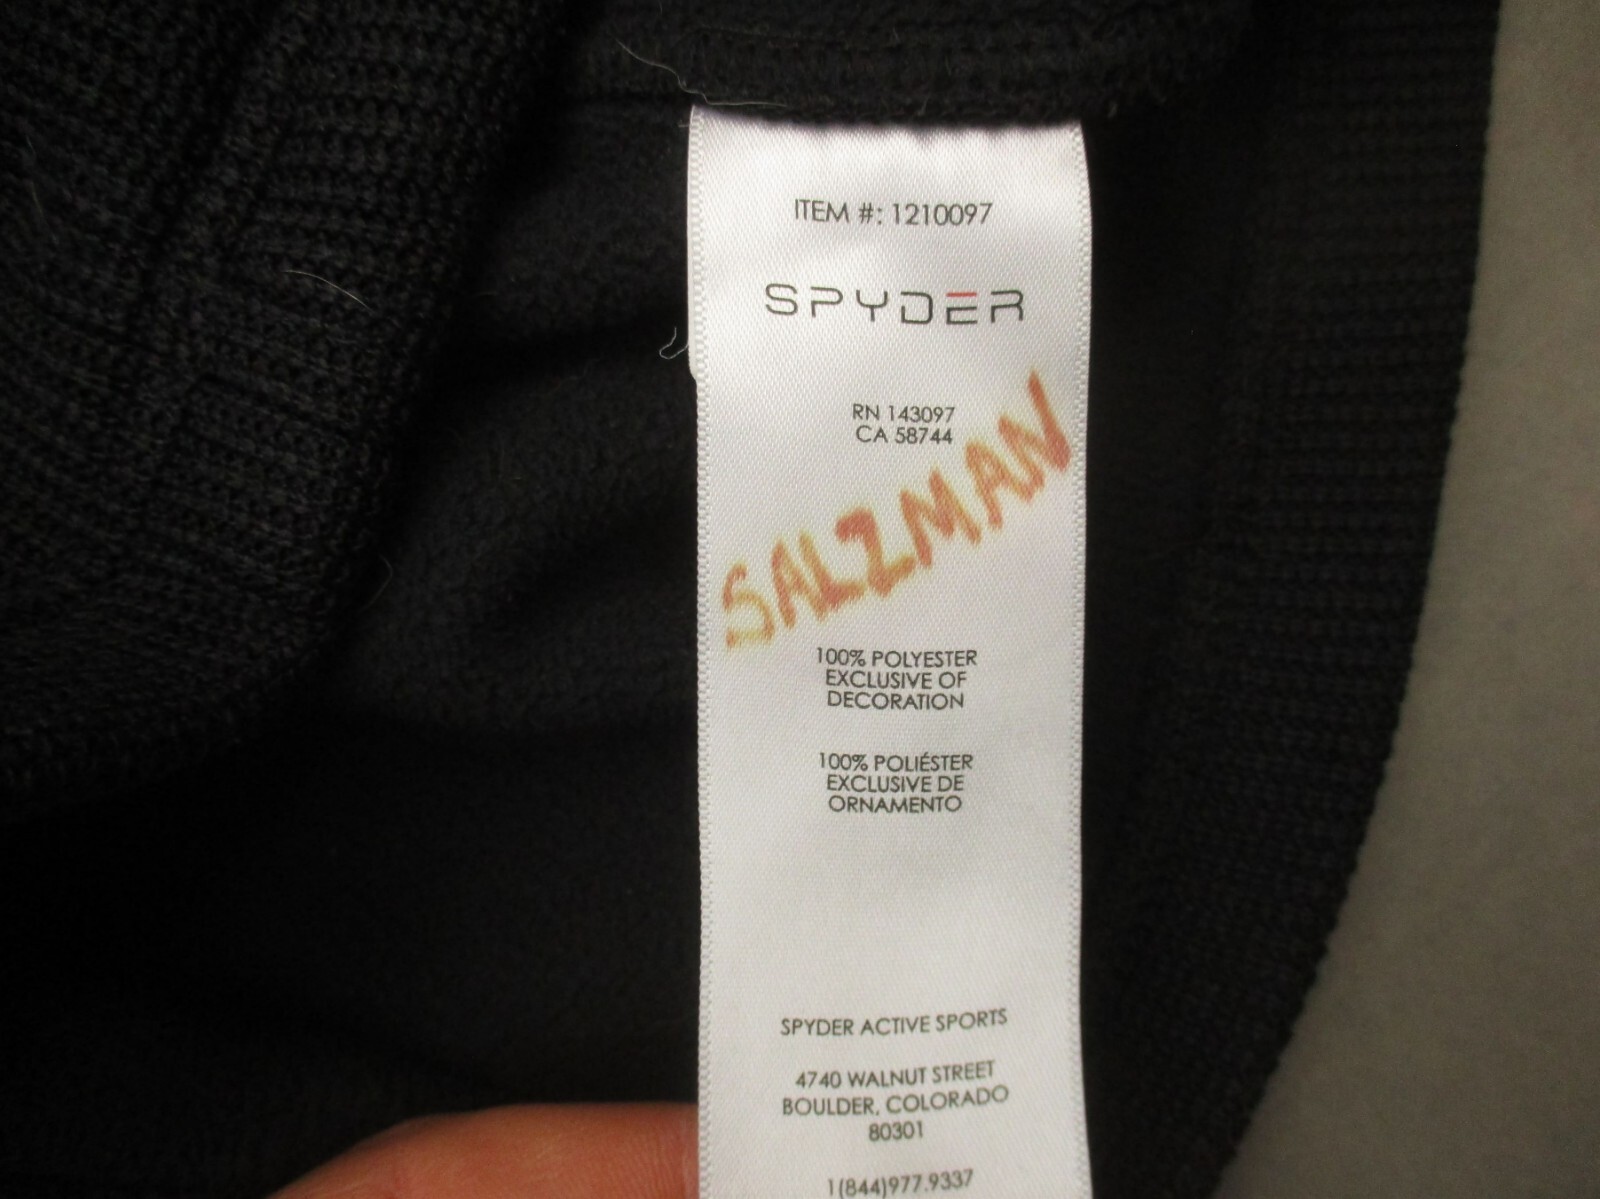 ITEM #: 1210097
SPYDER
RN 143097
CA 58744
SALZMAN
100% POLYESTER
EXCLUSIVE OF
DECORATION
100% POLIÉSTER
EXCLUSIVE DE
ORNAMENTO
SPYDER ACTIVE SPORTS
4740 WALNUT STREET
BOULDER, COLORADO
80301
1(844)977.9337